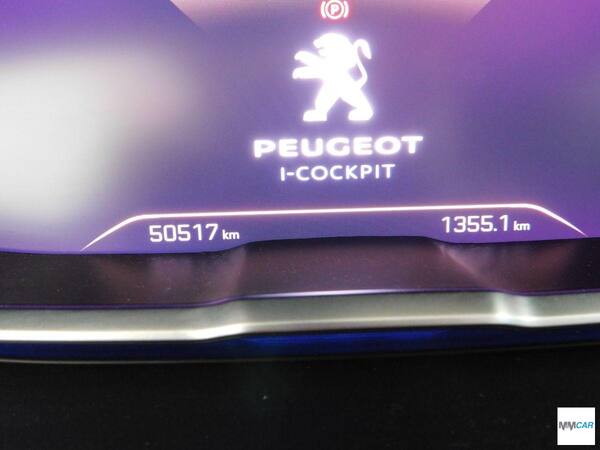 (P)
PEUGEOT
I-COCKPIT
50517 km 1355.1 km
MMCAR